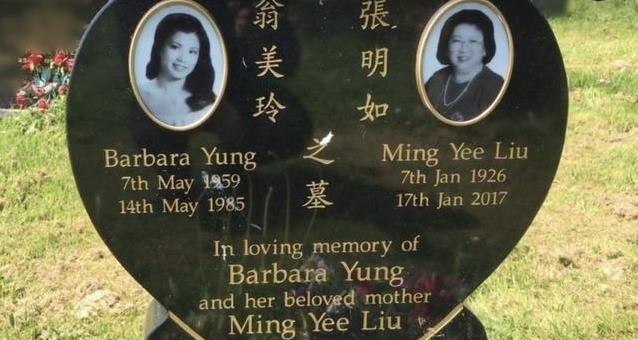 翁美玲
張明如
之墓
Barbara Yung
7th May 1959
14th May 1985
Ming Yee Liu
7th Jan 1926
17th Jan 2017
In loving memory of
Barbara Yung
and her beloved mother
Ming Yee Liu